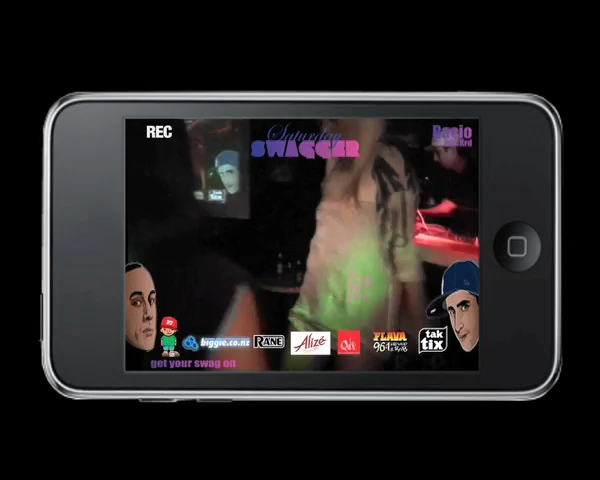 REC
Saturday
SWAGGER
get your swag on
biggie.co.nz
RANE
Alizé
FLAVA
tak
tix